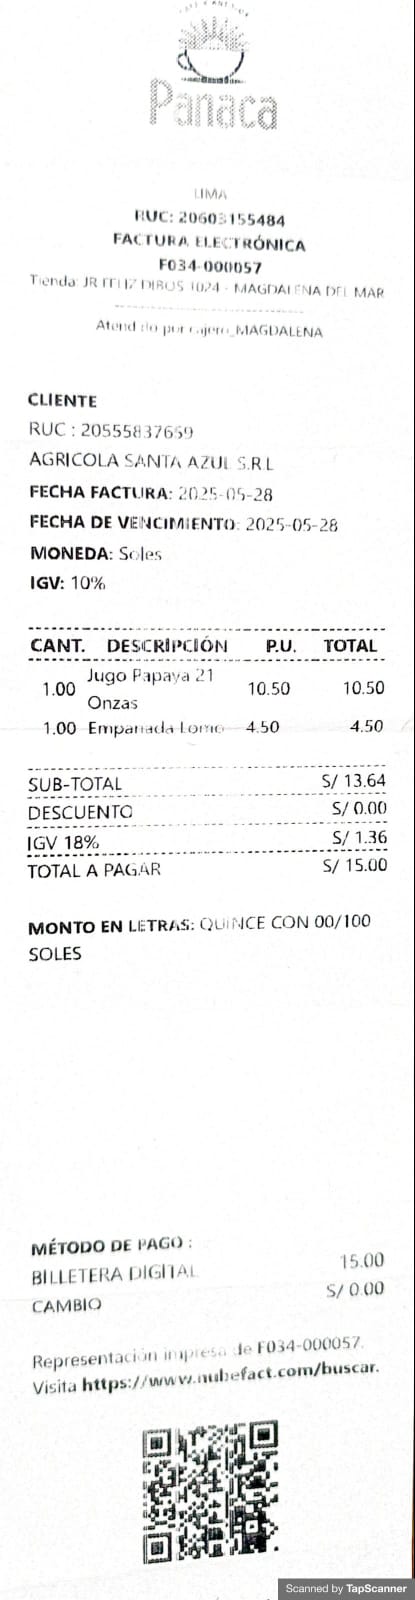 Panaca
LIMA
RUC: 20603155484
FACTURA ELECTRÓNICA
F034-000057
Tienda: JR FELIZ DIBOS 1024 - MAGDALENA DEL MAR
Atendido por cajero_MAGDALENA
CLIENTE
RUC : 20555837659
AGRICOLA SANTA AZUL S.R.L
FECHA FACTURA: 2025-05-28
FECHA DE VENCIMIENTO: 2025-05-28
MONEDA: Soles
IGV: 10%
CANT. DESCRIPCIÓN P.U. TOTAL
1.00 Jugo Papaya 21 Onzas 10.50 10.50
1.00 Empanada Lomo 4.50 4.50
SUB-TOTAL S/ 13.64
DESCUENTO S/ 0.00
IGV 18% S/ 1.36
TOTAL A PAGAR S/ 15.00
MONTO EN LETRAS: QUINCE CON 00/100
SOLES
MÉTODO DE PAGO :
BILLETERA DIGITAL 15.00
CAMBIO S/ 0.00
Representación impresa de F034-000057.
Visita https://www.nubefact.com/buscar.
Scanned by TapScanner